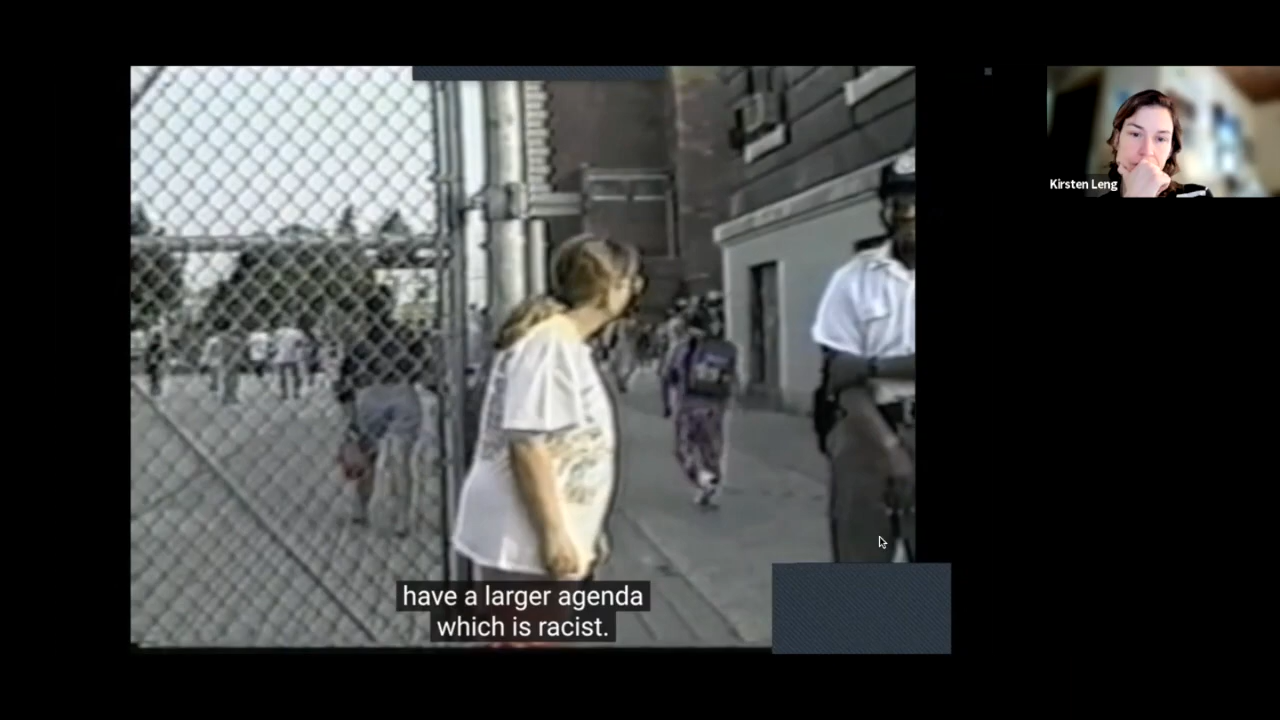 Kirsten Leng
have a larger agenda
which is racist.